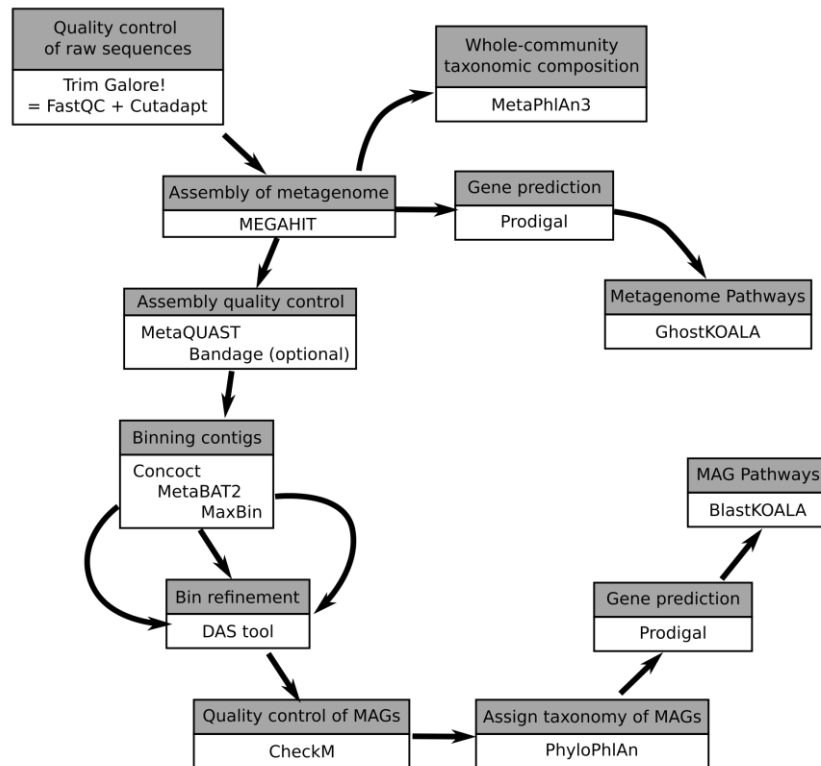 Quality control
of raw sequences
Trim Galore!
= FastQC + Cutadapt
Whole-community
taxonomic composition
MetaPhlAn3
Assembly of metagenome
MEGAHIT
Gene prediction
Prodigal
Metagenome Pathways
GhostKOALA
Assembly quality control
MetaQUAST
Bandage (optional)
Binning contigs
Concoct
MetaBAT2
MaxBin
Bin refinement
DAS tool
Quality control of MAGs
CheckM
Assign taxonomy of MAGs
PhyloPhlAn
Gene prediction
Prodigal
MAG Pathways
BlastKOALA